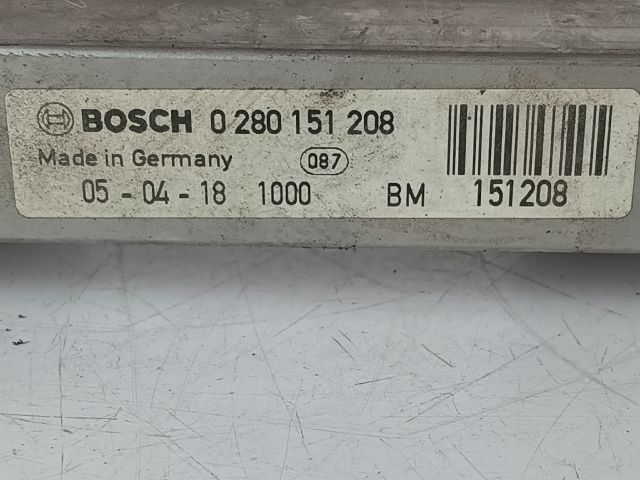 BOSCH 0 280 151 208
Made in Germany 087
05 - 04 - 18 1000 BM 151208